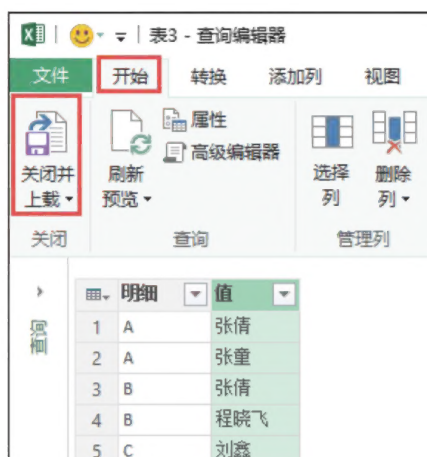 表3 - 查询编辑器
文件 开始 转换 添加列 视图
关闭并上载
刷新预览
属性
高级编辑器
选择列
删除列
关闭 查询 管理列
查询
明细 值
1 A 张倩
2 A 张童
3 B 张倩
4 B 程晓飞
5 C 刘鑫